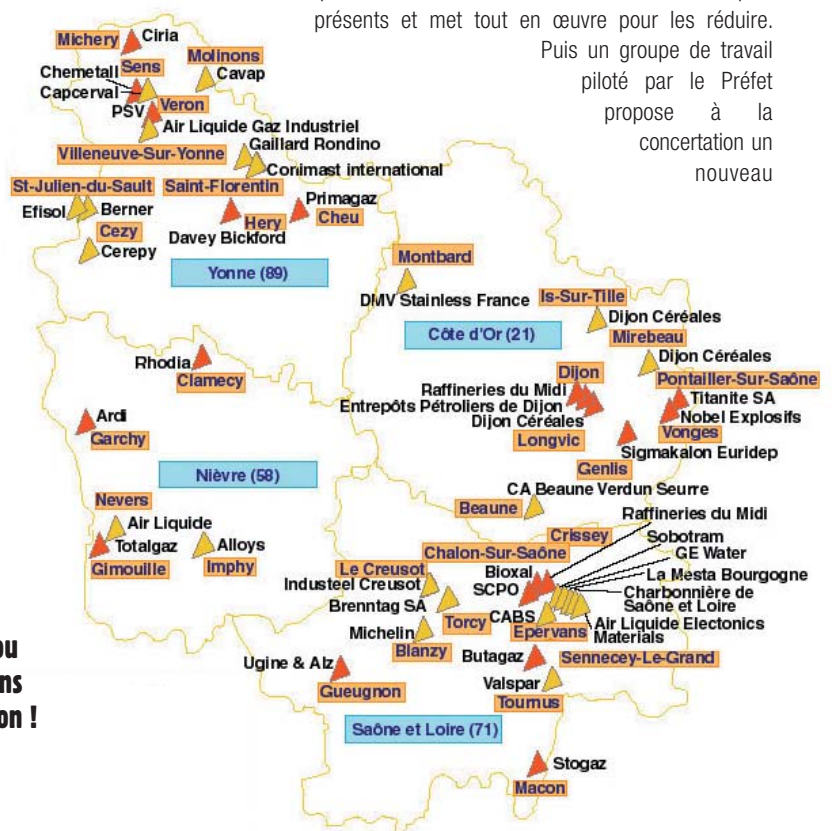 présents et met tout en œuvre pour les réduire.
Puis un groupe de travail
piloté par le Préfet
propose à la
concertation un
nouveau
Michery
Ciria
Molinons
Sens
Chemetall
Cavap
Capcerval
Veron
PSV
Air Liquide Gaz Industriel
Villeneuve-Sur-Yonne
Gaillard Rondino
Conimast international
St-Julien-du-Sault
Saint-Florentin
Primagaz
Efisol
Berner
Hery
Cheu
Cezy
Davey Bickford
Cerepy
Yonne (89)
Montbard
DMV Stainless France
Is-Sur-Tille
Dijon Céréales
Côte d'Or (21)
Mirebeau
Dijon Céréales
Rhodia
Clamecy
Dijon
Pontailler-Sur-Saône
Raffineries du Midi
Titanite SA
Entrepôts Pétroliers de Dijon
Nobel Explosifs
Ardi
Dijon Céréales
Vonges
Garchy
Longvic
Sigmakalon Euridep
Genlis
Nièvre (58)
CA Beaune Verdun Seurre
Nevers
Beaune
Raffineries du Midi
Air Liquide
Crissey
Sobotram
Totalgaz
Alloys
Chalon-Sur-Saône
GE Water
Gimouille
Imphy
Le Creusot
Bioxal
La Mesta Bourgogne
Industeel Creusot
SCPO
Charbonnière de
Saône et Loire
Brenntag SA
Torcy
CABS
Air Liquide Electonics
Materials
Michelin
Epervans
Blanzy
Butagaz
Sennecey-Le-Grand
Ugine & Alz
Valspar
Gueugnon
Tournus
Saône et Loire (71)
Stogaz
Macon
ou
ns
on !